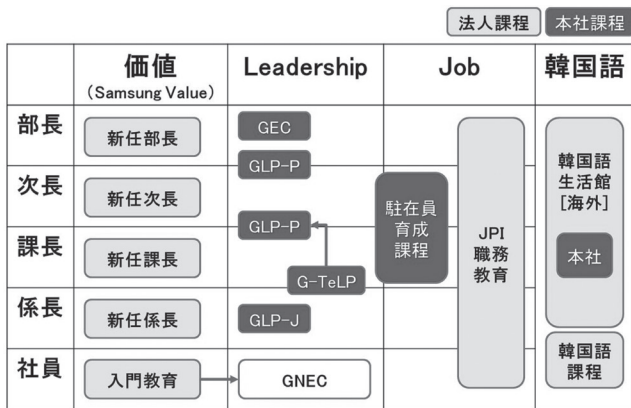 法人課程 本社課程
価値 Leadership Job 韓国語
(Samsung Value)
部長
新任部長
GEC
GLP-P
次長
新任次長
GLP-P
課長
新任課長
G-TeLP
係長
新任係長
GLP-J
社員
入門教育
GNEC
駐在員
育成
課程
JPI
職務
教育
韓国語
生活館
[海外]
本社
韓国語
課程